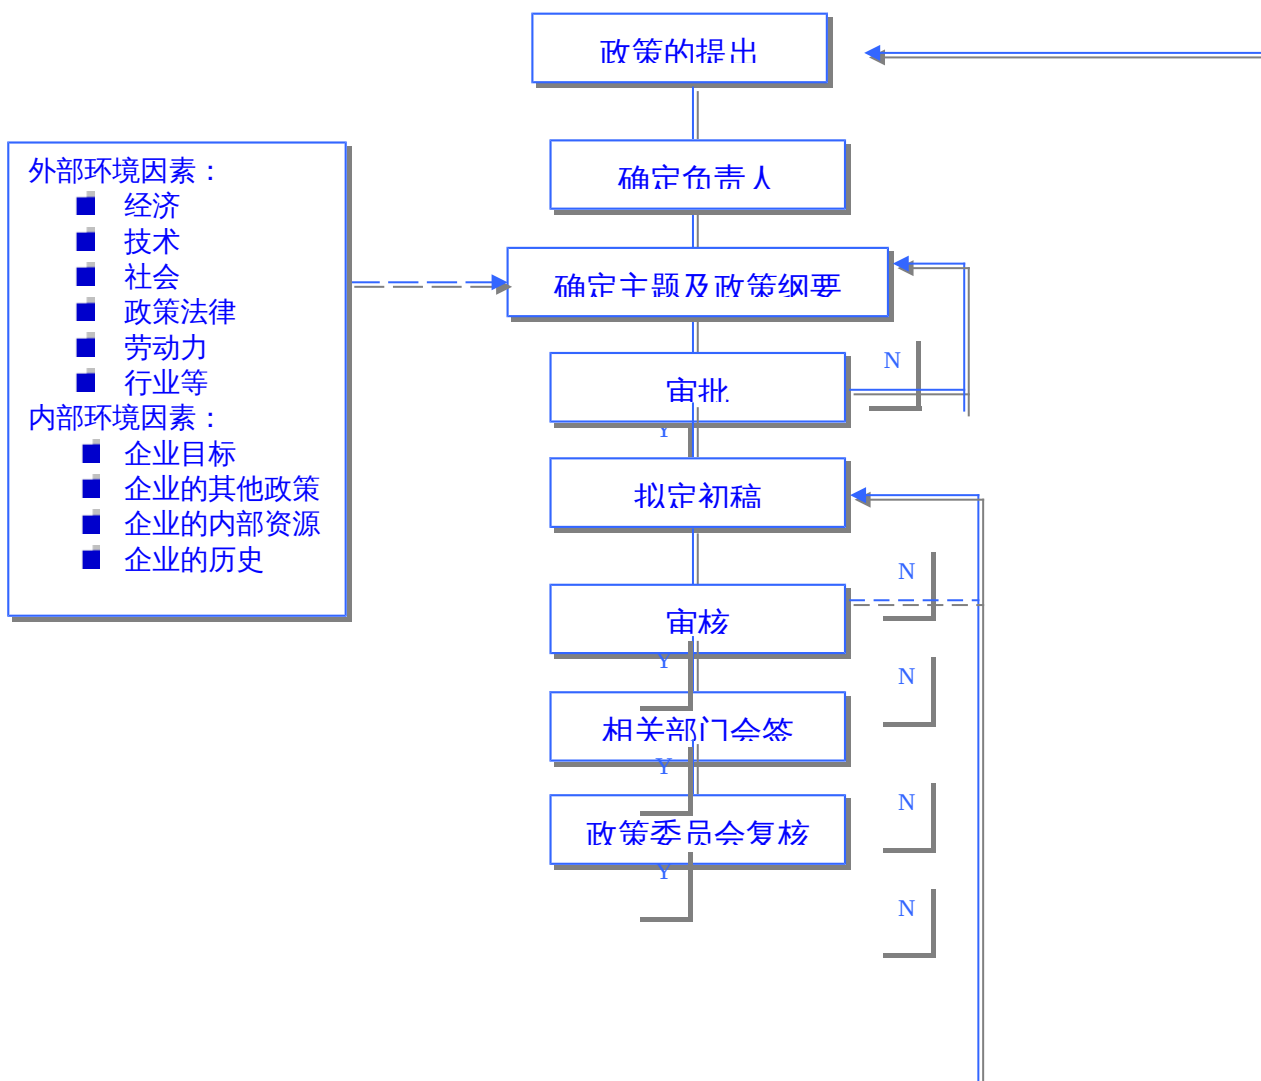 政策的提出
确定负责人
外部环境因素：
经济
技术
社会
政策法律
劳动力
行业等
内部环境因素：
企业目标
企业的其他政策
企业的内部资源
企业的历史
确定主题及政策纲要
N
审批
Y
拟定初稿
N
审核
Y
N
相关部门会签
Y
N
政策委员会复核
Y
N